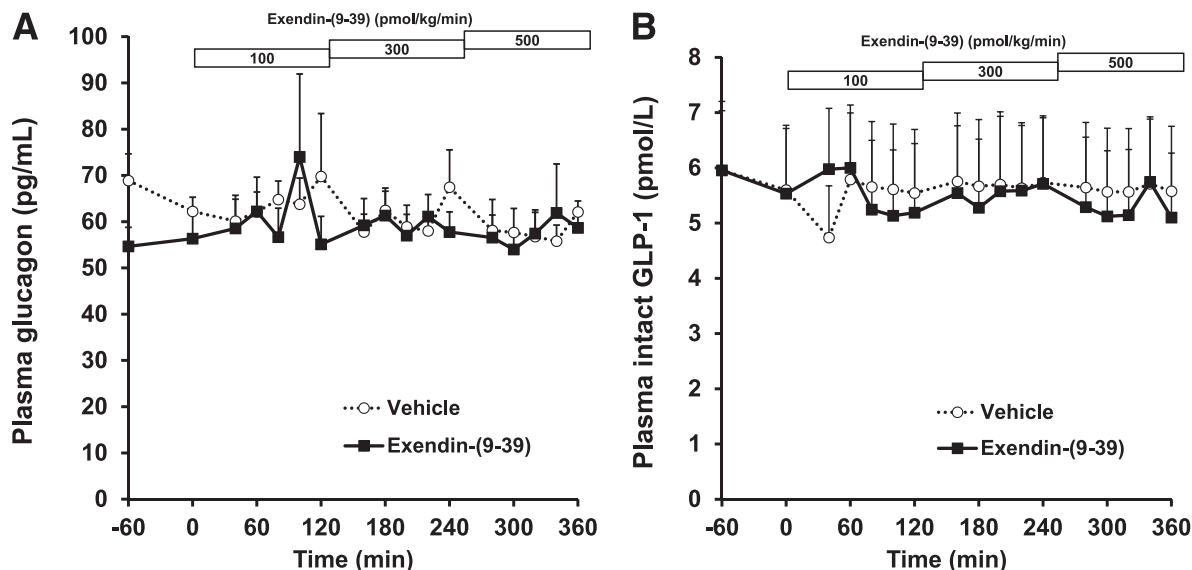 A
Exendin-(9-39) (pmol/kg/min)
100
300
500
Plasma glucagon (pg/mL)
100
90
80
70
60
50
40
30
20
10
0
Vehicle
Exendin-(9-39)
-60 0 60 120 180 240 300 360
Time (min)
B
Exendin-(9-39) (pmol/kg/min)
100
300
500
Plasma intact GLP-1 (pmol/L)
8
7
6
5
4
3
2
1
0
Vehicle
Exendin-(9-39)
-60 0 60 120 180 240 300 360
Time (min)